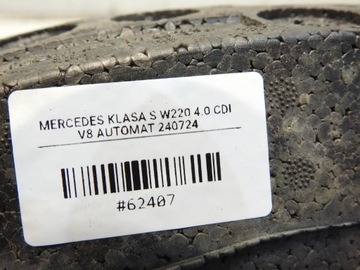 MERCEDES KLASA S W220 4.0 CDI
V8 AUTOMAT 240724
#62407